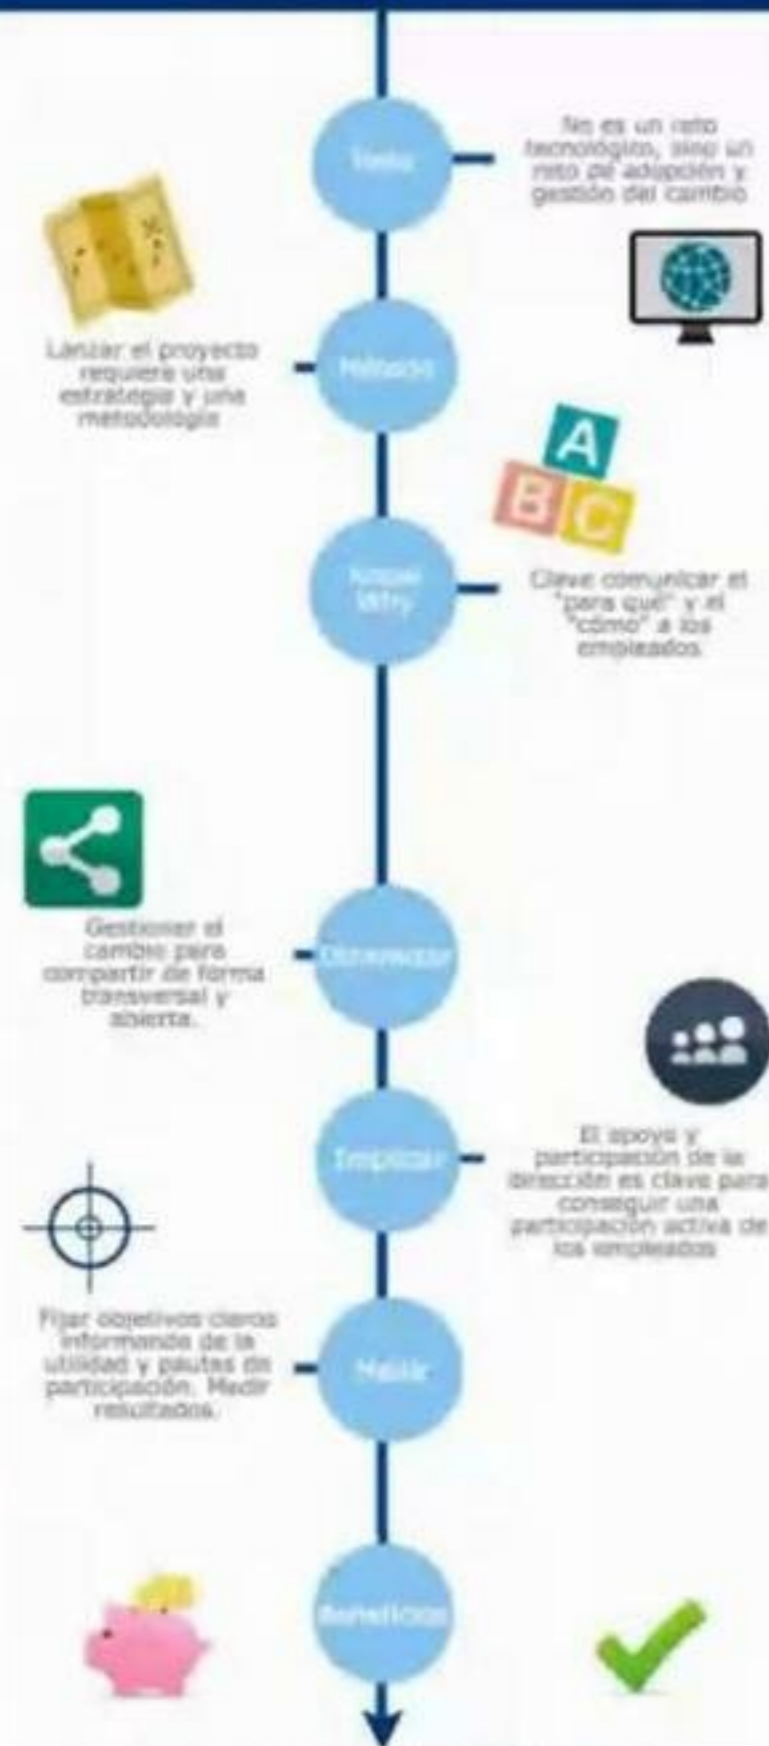 No es un reto
tecnológico, sino un
reto de adopción y
gestión del cambio
Lanzar el proyecto
requiere una
estrategia y una
metodología
A
B C
Clave comunicar el
"para qué" y el
"cómo" a los
empleados
Gestionar el
cambio para
compartir de forma
transversal y
abierta.
Implicar
El apoyo y
participación de la
dirección es clave para
conseguir una
participación activa de
los empleados
Fijar objetivos claros
informando de la
utilidad y pautas de
participación. Medir
resultados.
Medir
Beneficios